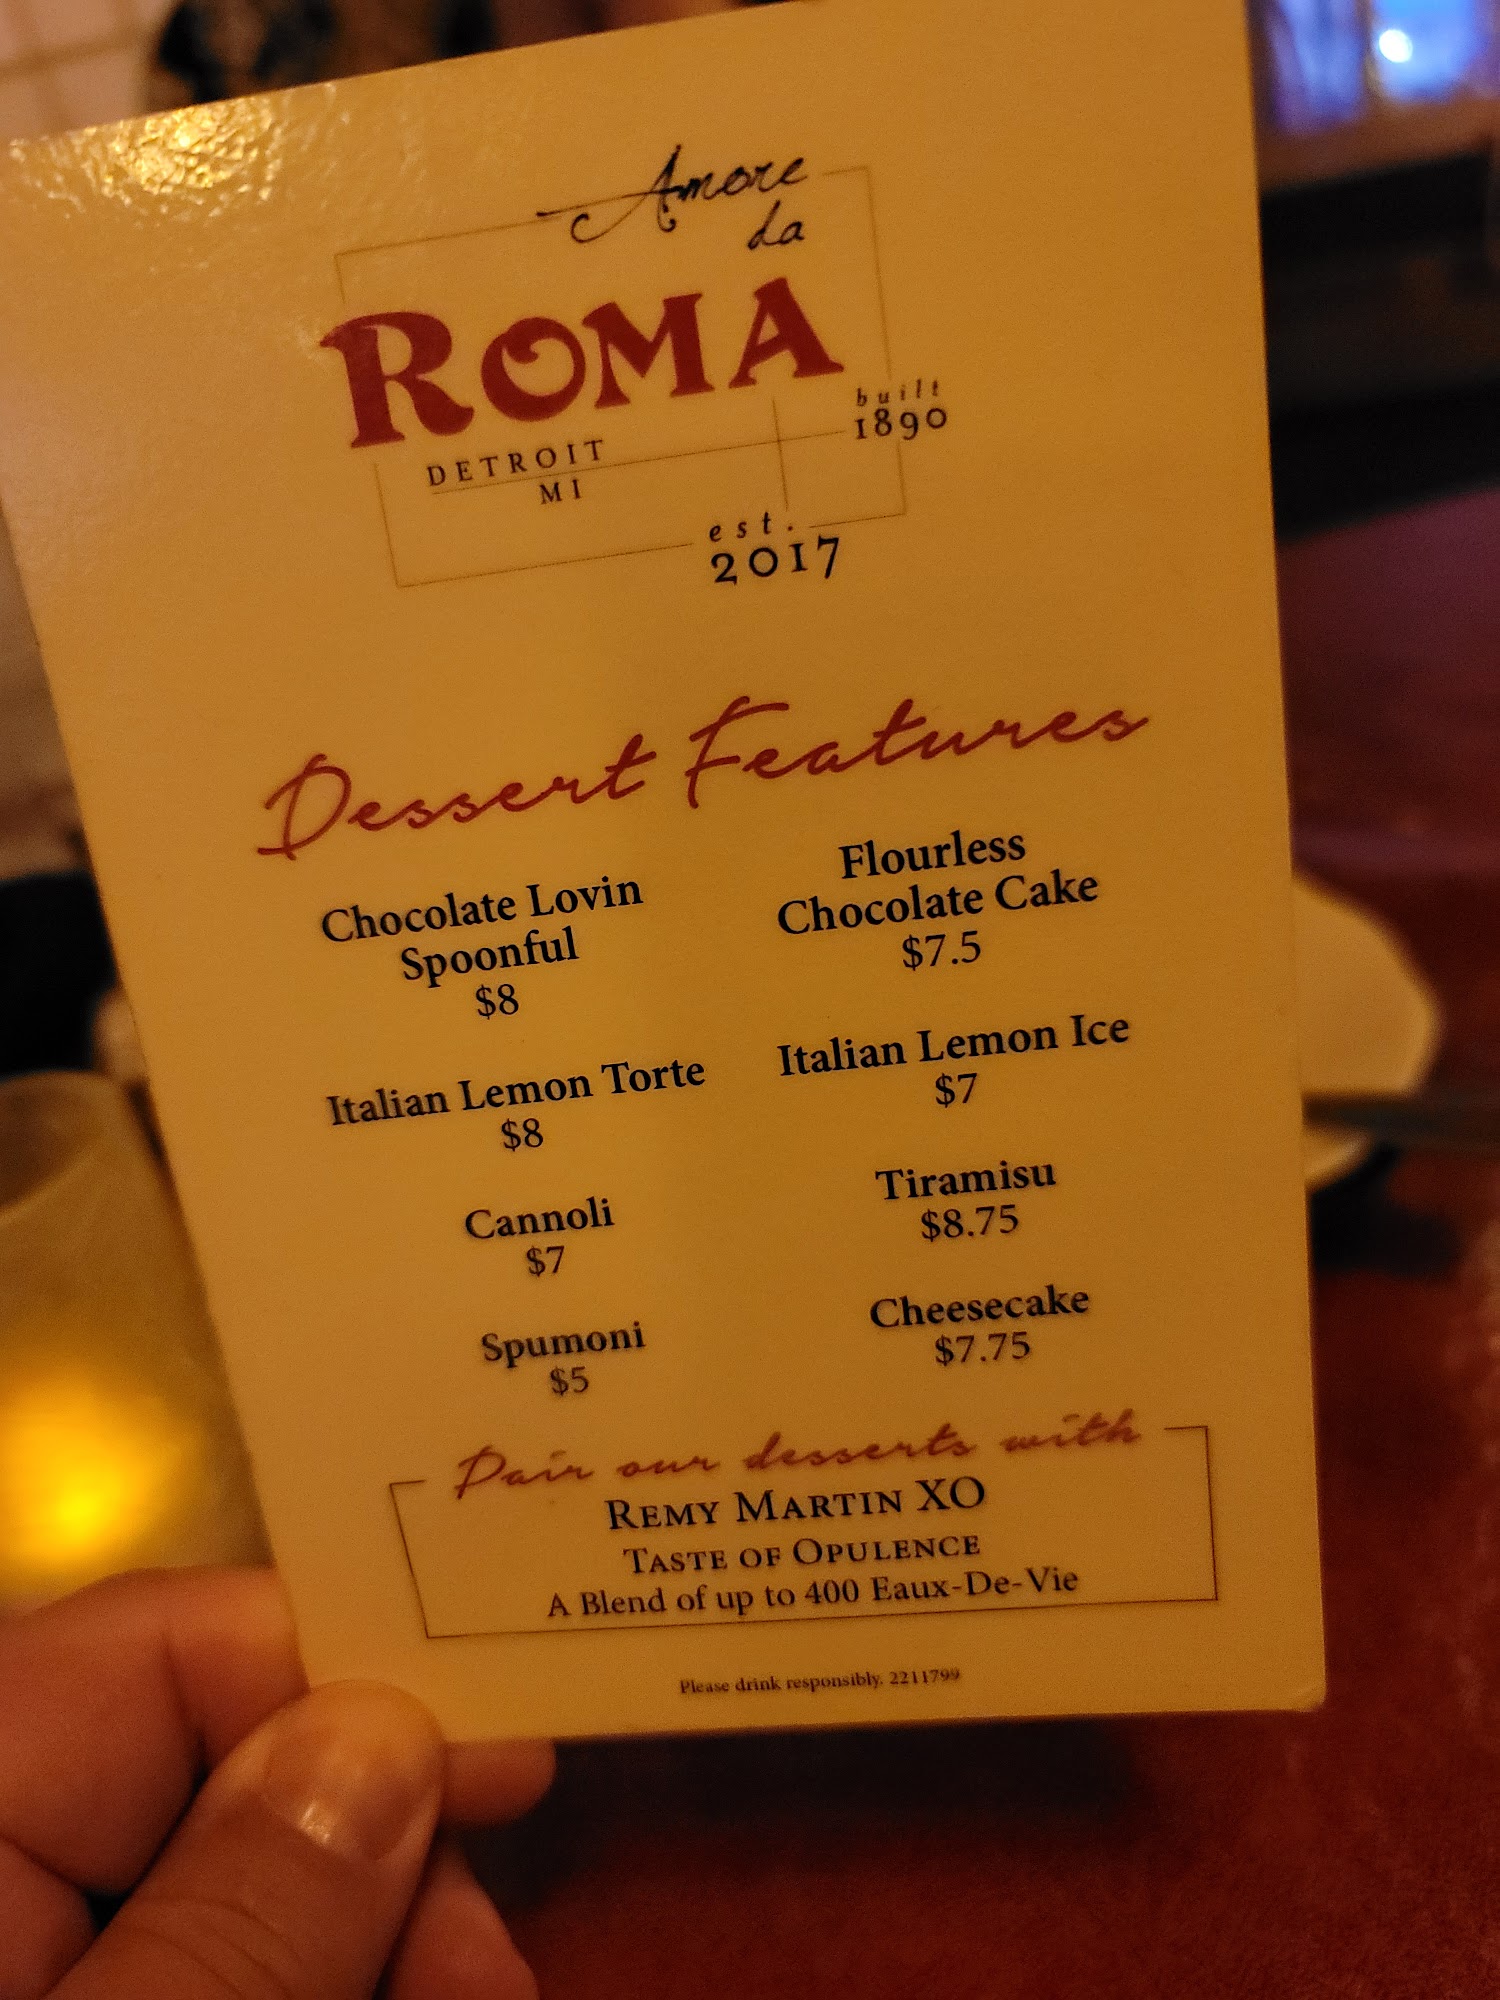 Amore
da
ROMA
DETROIT
MI
built
1890
est.
2017
Dessert Features
Chocolate Lovin
Spoonful
$8
Flourless
Chocolate Cake
$7.5
Italian Lemon Torte
$8
Italian Lemon Ice
$7
Cannoli
$7
Tiramisu
$8.75
Spumoni
$5
Cheesecake
$7.75
Pair our desserts with
REMY MARTIN XO
TASTE OF OPULENCE
A Blend of up to 400 Eaux-De-Vie
Please drink responsibly. 2211799